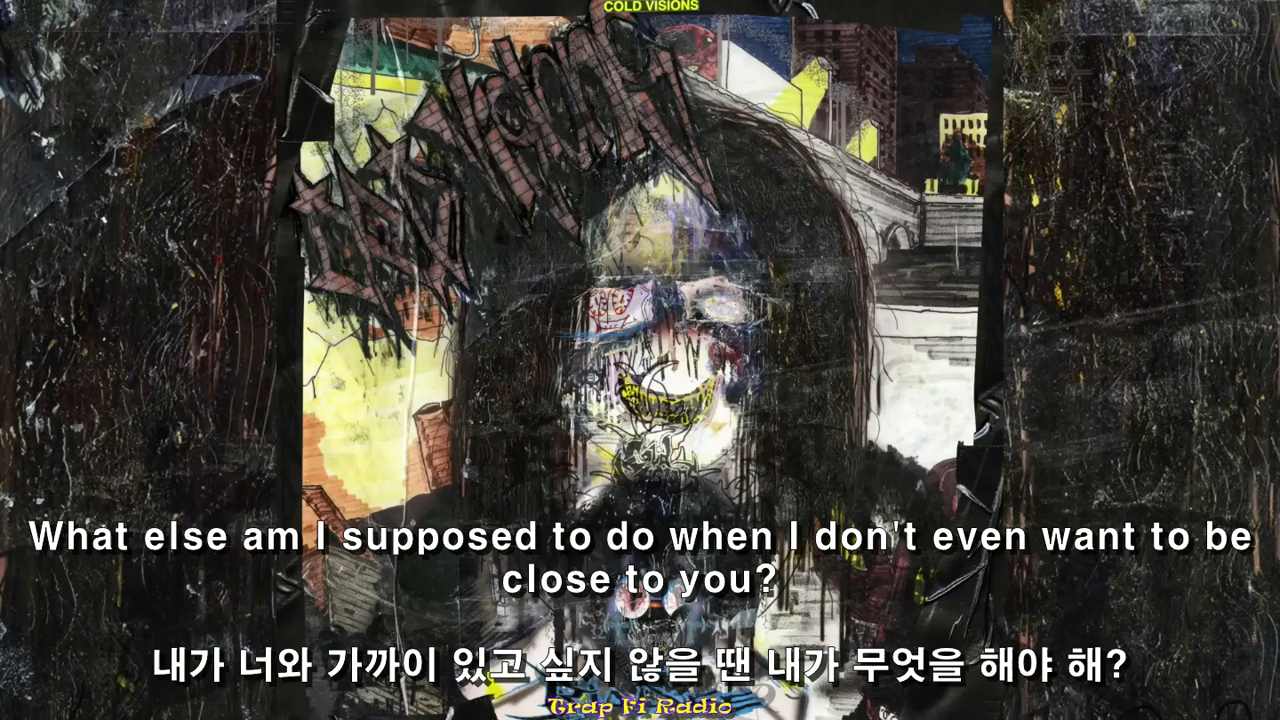 COLD VISIONS
What else am I supposed to do when I don't even want to be
close to you?
내가 너와 가까이 있고 싶지 않을 땐 내가 무엇을 해야 해?
Trap Fi Radio